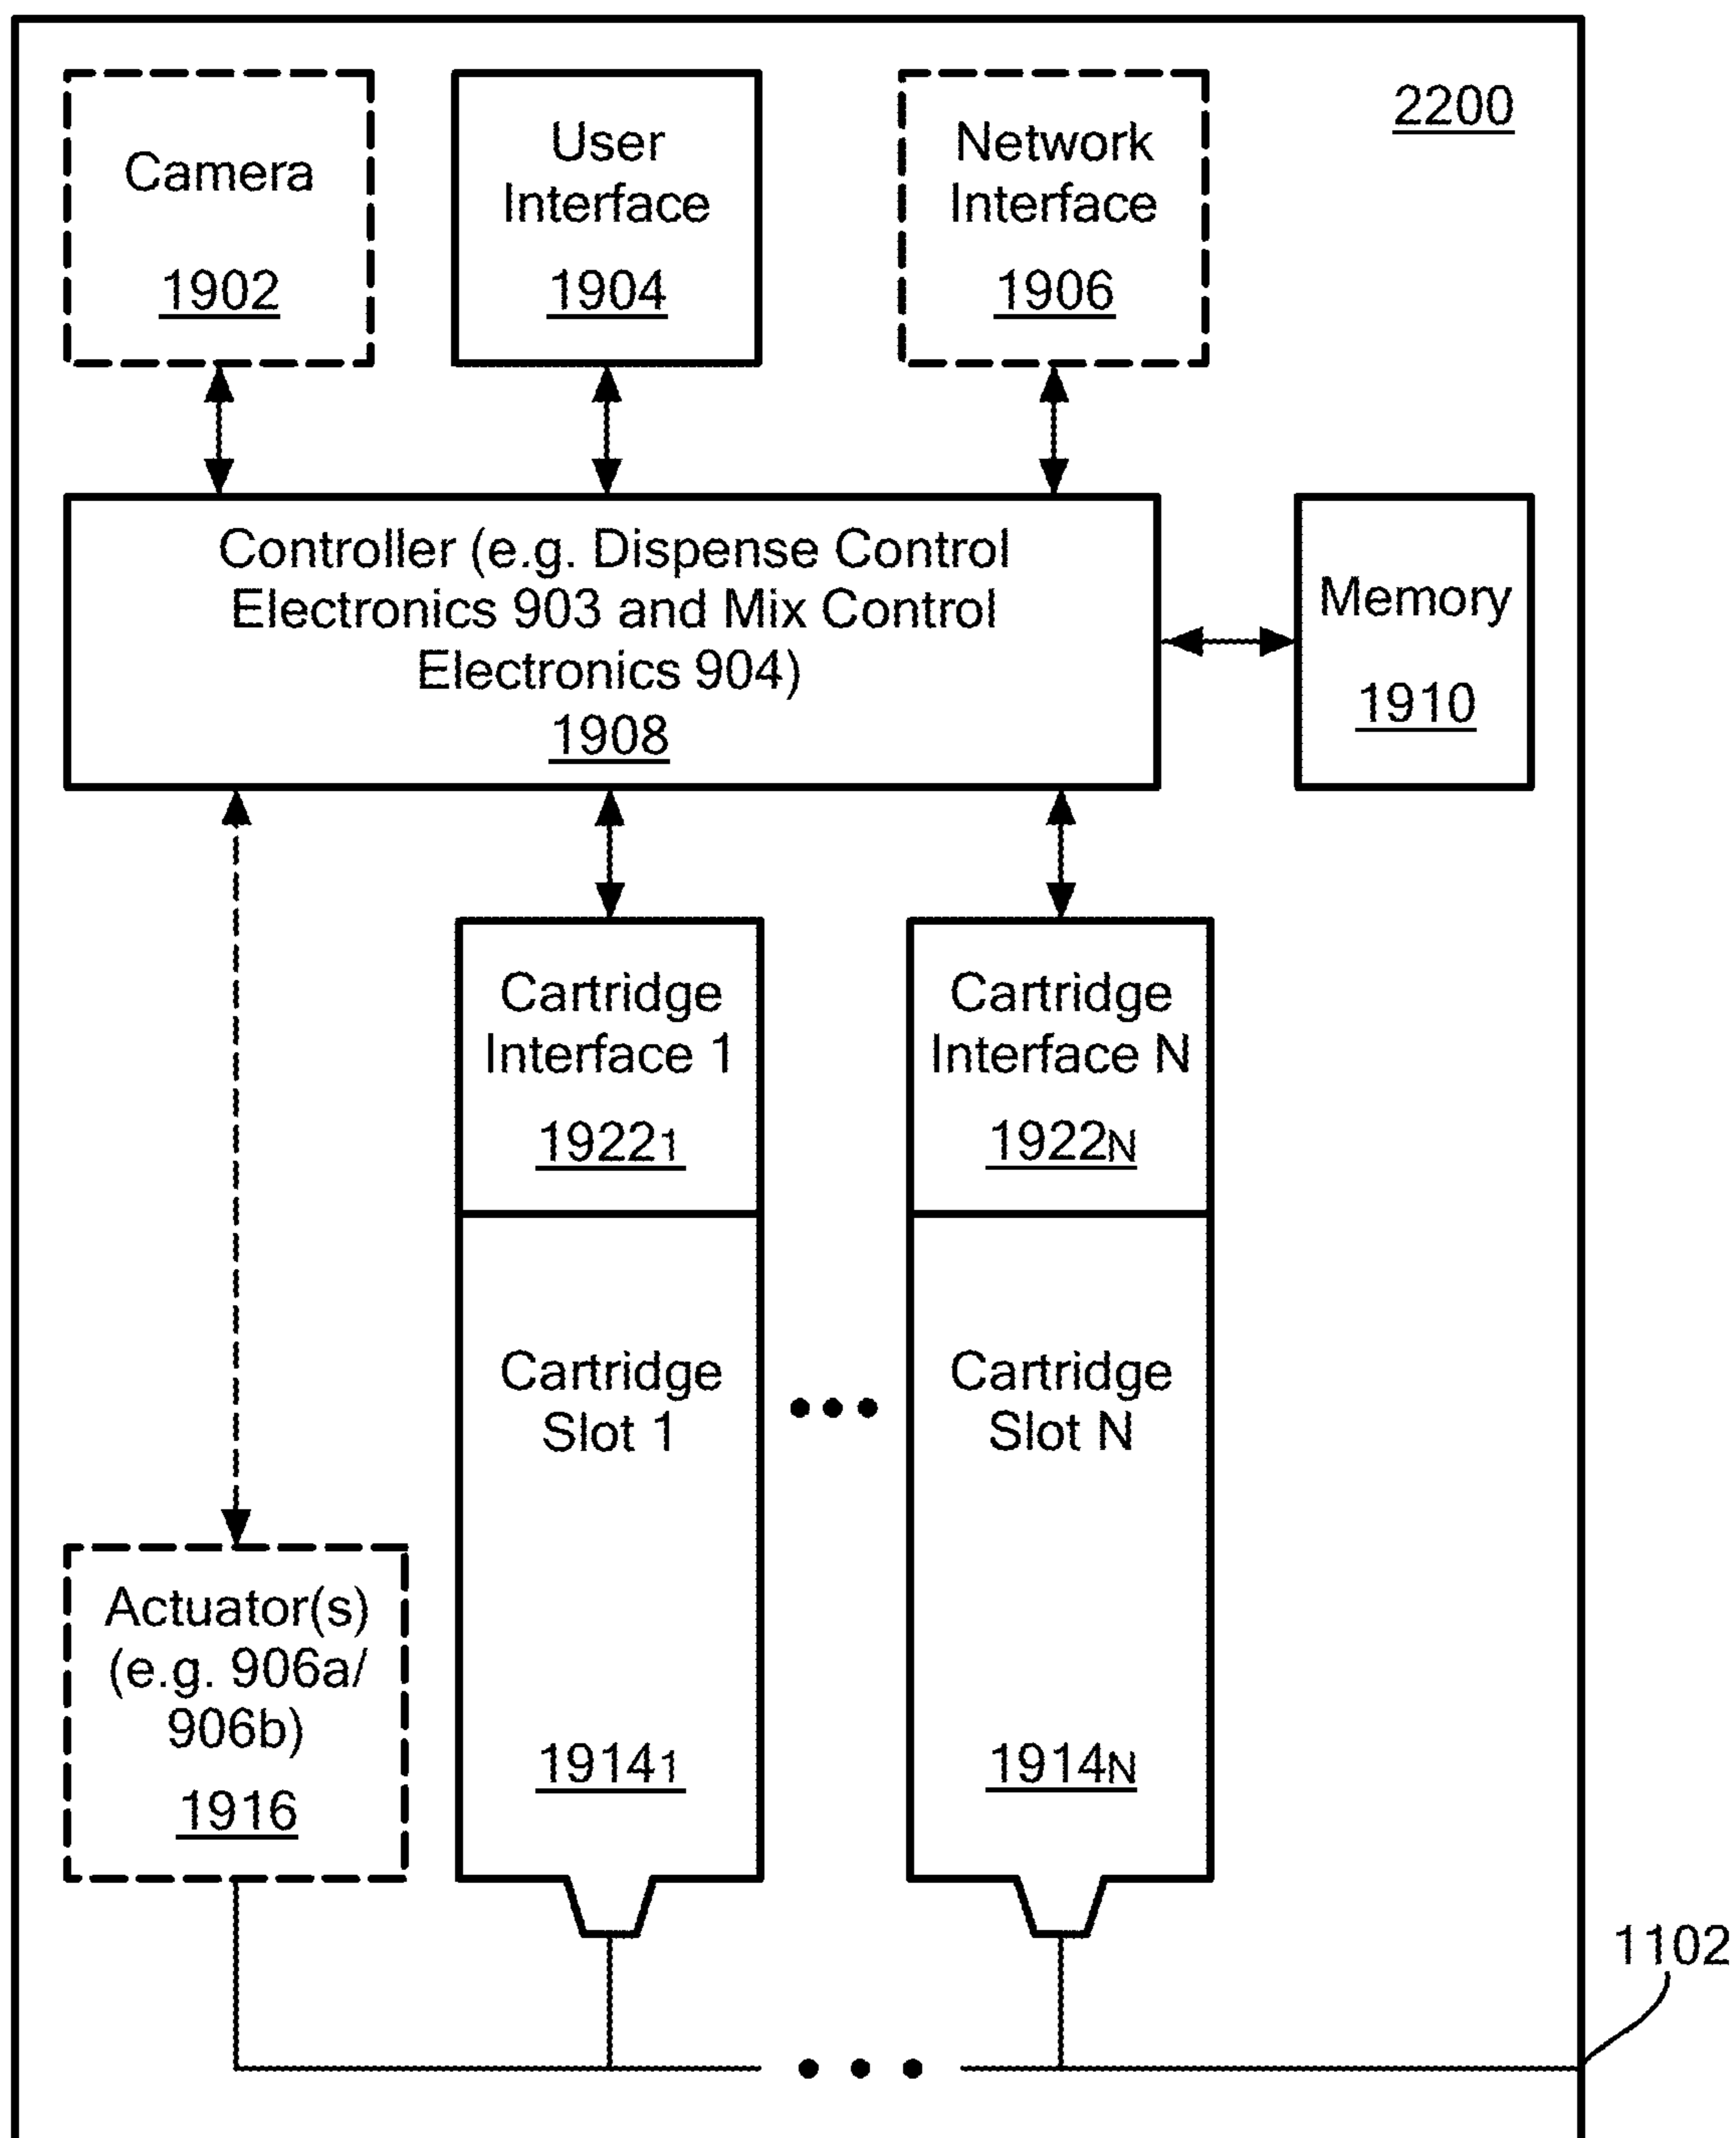 2200
Camera
1902
User
Interface
1904
Network
Interface
1906
Controller (e.g. Dispense Control
Electronics 903 and Mix Control
Electronics 904)
1908
Memory
1910
Cartridge
Interface 1
1922₁
Cartridge
Interface N
1922N
Cartridge
Slot 1
1914₁
Cartridge
Slot N
1914N
Actuator(s)
(e.g. 906a/
906b)
1916
1102